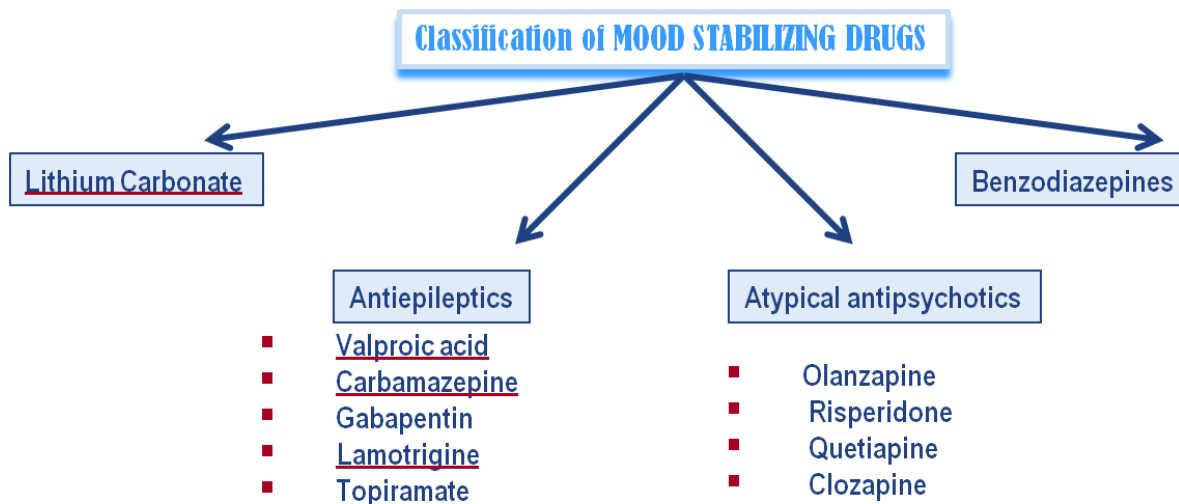 Classification of MOOD STABILIZING DRUGS
Lithium Carbonate
Benzodiazepines
Antiepileptics
Valproic acid
Carbamazepine
Gabapentin
Lamotrigine
Topiramate
Atypical antipsychotics
Olanzapine
Risperidone
Quetiapine
Clozapine